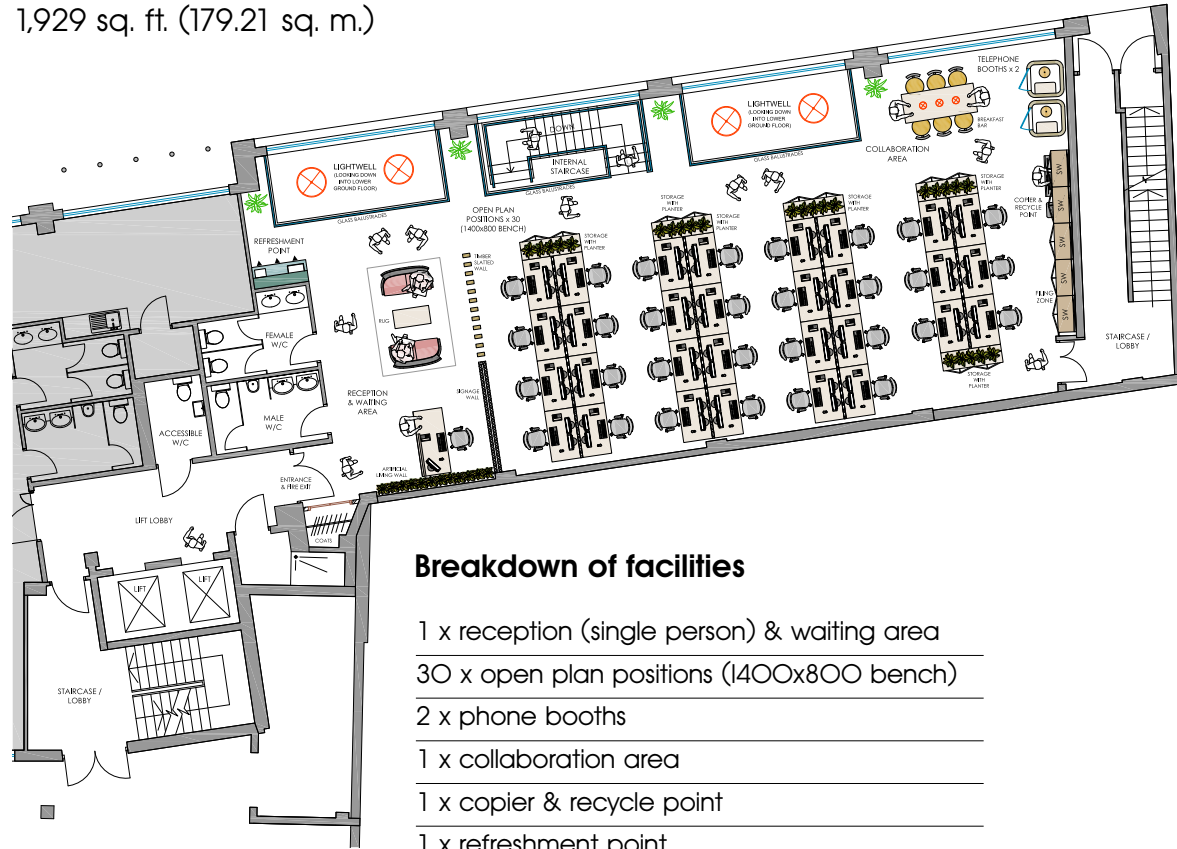 1,929 sq. ft. (179.21 sq. m.)
TELEPHONE
BOOTHS x 2
LIGHTWELL
(LOOKING DOWN
INTO LOWER
GROUND FLOOR)
GLASS BALUSTRADES
BREAKFAST
BAR
COLLABORATION
AREA
DOWN
INTERNAL
STAIRCASE
GLASS BALUSTRADES
LIGHTWELL
(LOOKING DOWN
INTO LOWER
GROUND FLOOR)
GLASS BALUSTRADES
OPEN PLAN
POSITIONS x 30
(1400x800 BENCH)
STORAGE
WITH
PLANTER
STORAGE
WITH
PLANTER
STORAGE
WITH
PLANTER
STORAGE
WITH
PLANTER
STORAGE
WITH
PLANTER
COPIER &
RECYCLE
POINT
SW
SW
SW
SW
SW
SW
FILING
ZONE
STAIRCASE /
LOBBY
STORAGE
WITH
PLANTER
REFRESHMENT
POINT
TIMBER
SLATTED
WALL
RUG
FEMALE
W/C
SIGNAGE
WALL
RECEPTION
& WAITING
AREA
MALE
W/C
ACCESSIBLE
W/C
ARTIFICIAL
LIVING WALL
ENTRANCE
& FIRE EXIT
LIFT LOBBY
COATS
LIFT
LIFT
STAIRCASE /
LOBBY
Breakdown of facilities
1 x reception (single person) & waiting area
30 x open plan positions (1400x800 bench)
2 x phone booths
1 x collaboration area
1 x copier & recycle point
1 x refreshment point